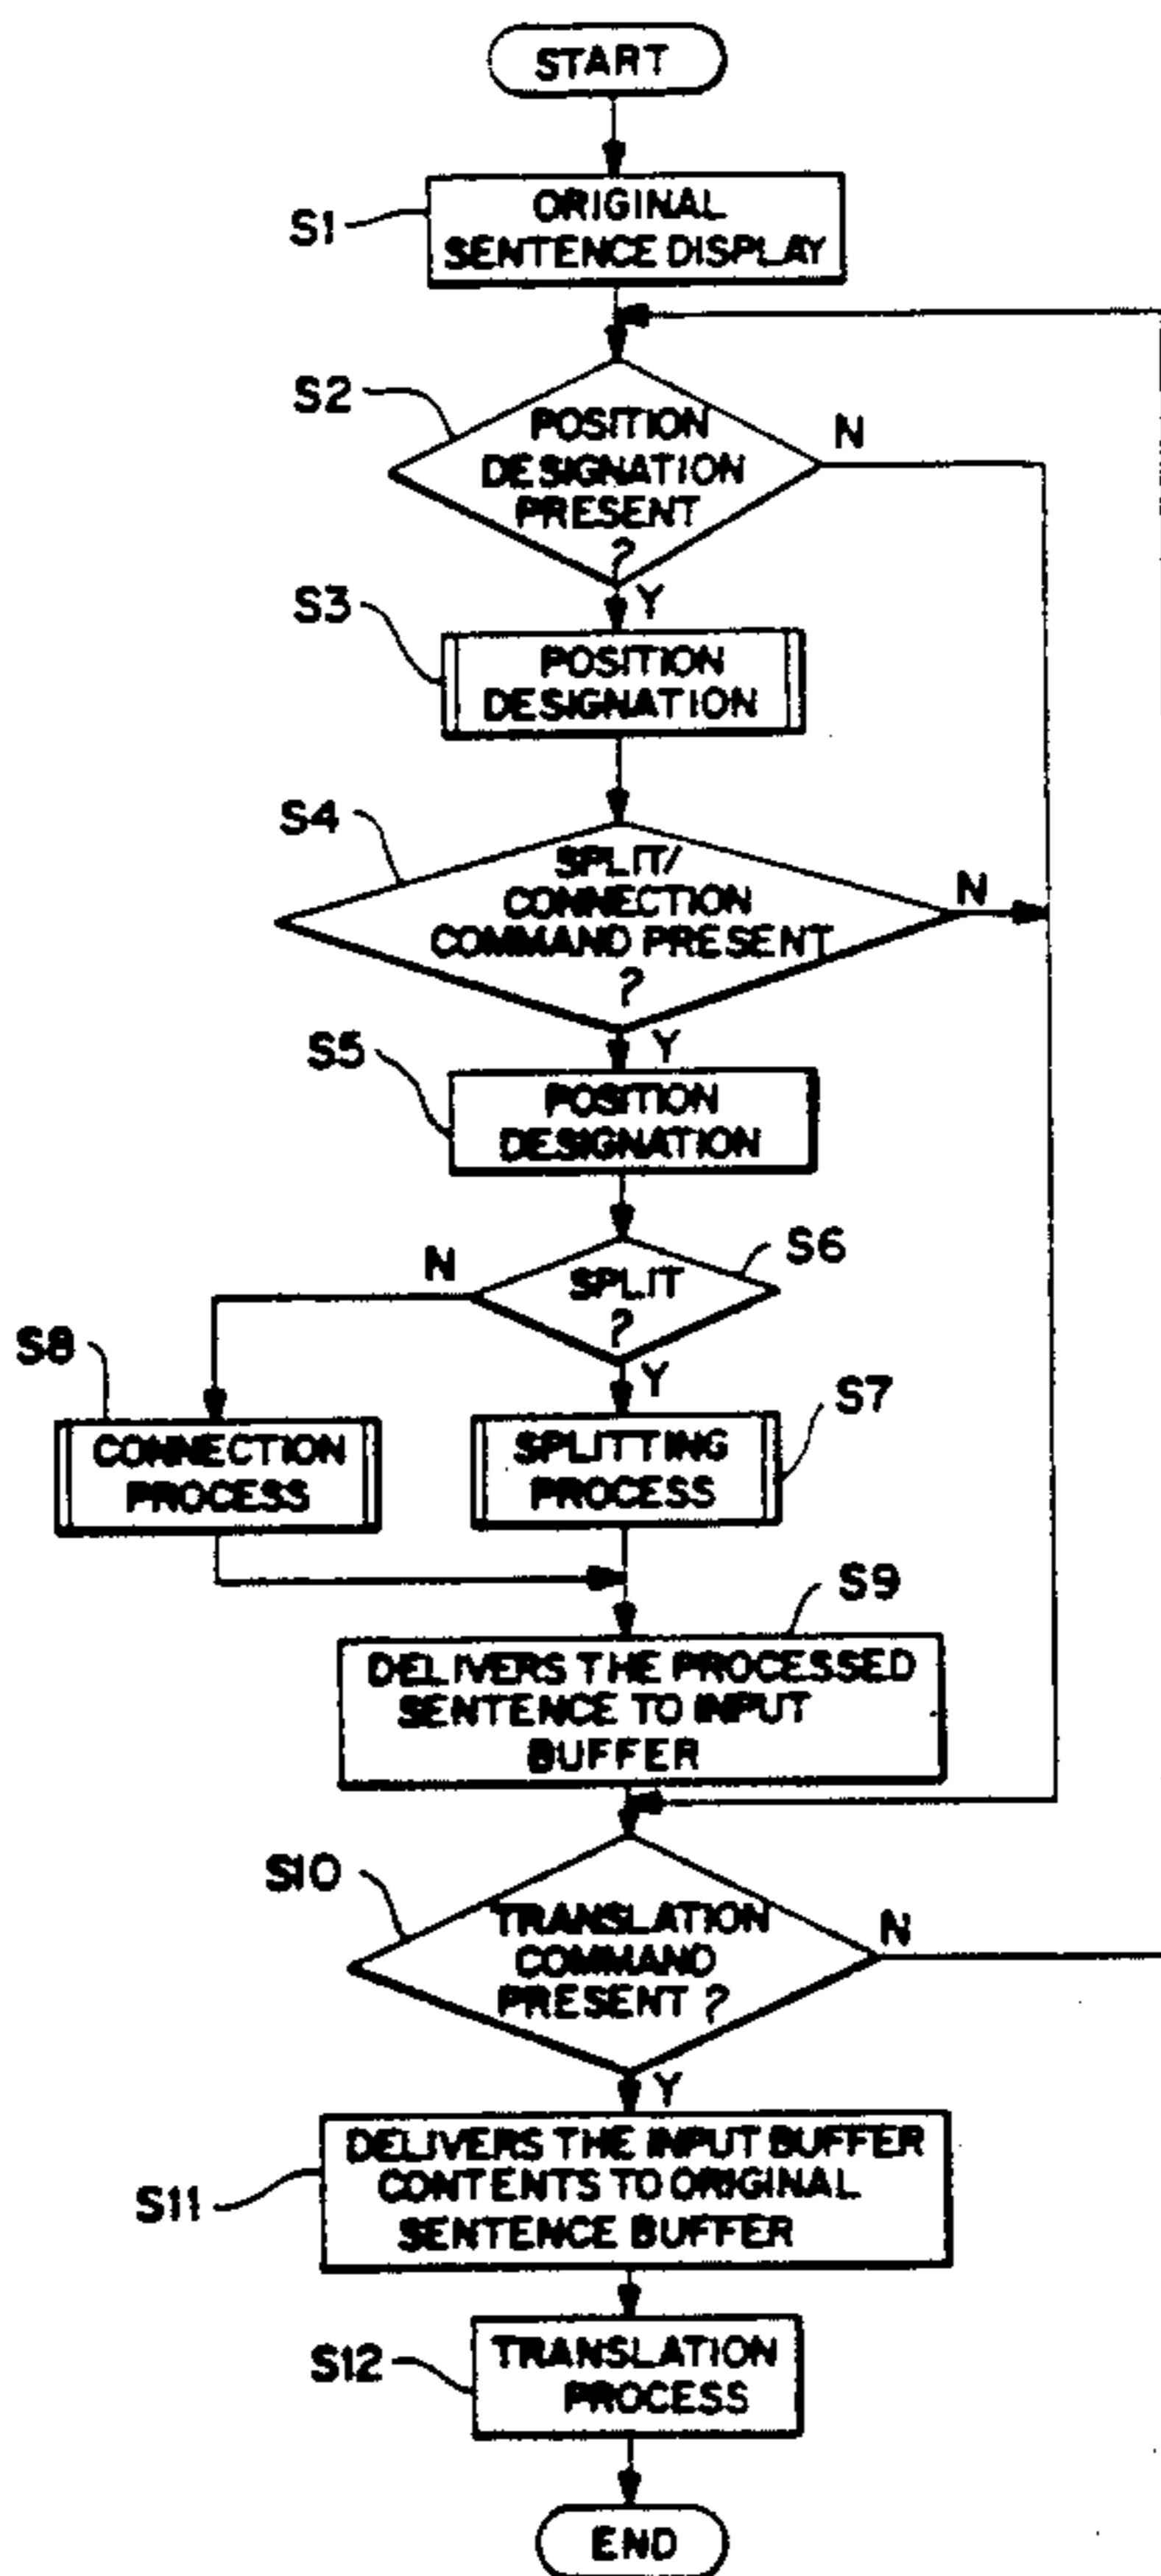 START
S1
ORIGINAL
SENTENCE DISPLAY
S2
POSITION
DESIGNATION
PRESENT
?
N
Y
S3
POSITION
DESIGNATION
S4
SPLIT/
CONNECTION
COMMAND PRESENT
?
N
Y
S5
POSITION
DESIGNATION
S6
SPLIT
?
N
Y
S8
CONNECTION
PROCESS
S7
SPLITTING
PROCESS
S9
DELIVERS THE PROCESSED
SENTENCE TO INPUT
BUFFER
S10
TRANSLATION
COMMAND
PRESENT ?
N
Y
S11
DELIVERS THE INPUT BUFFER
CONTENTS TO ORIGINAL
SENTENCE BUFFER
S12
TRANSLATION
PROCESS
END